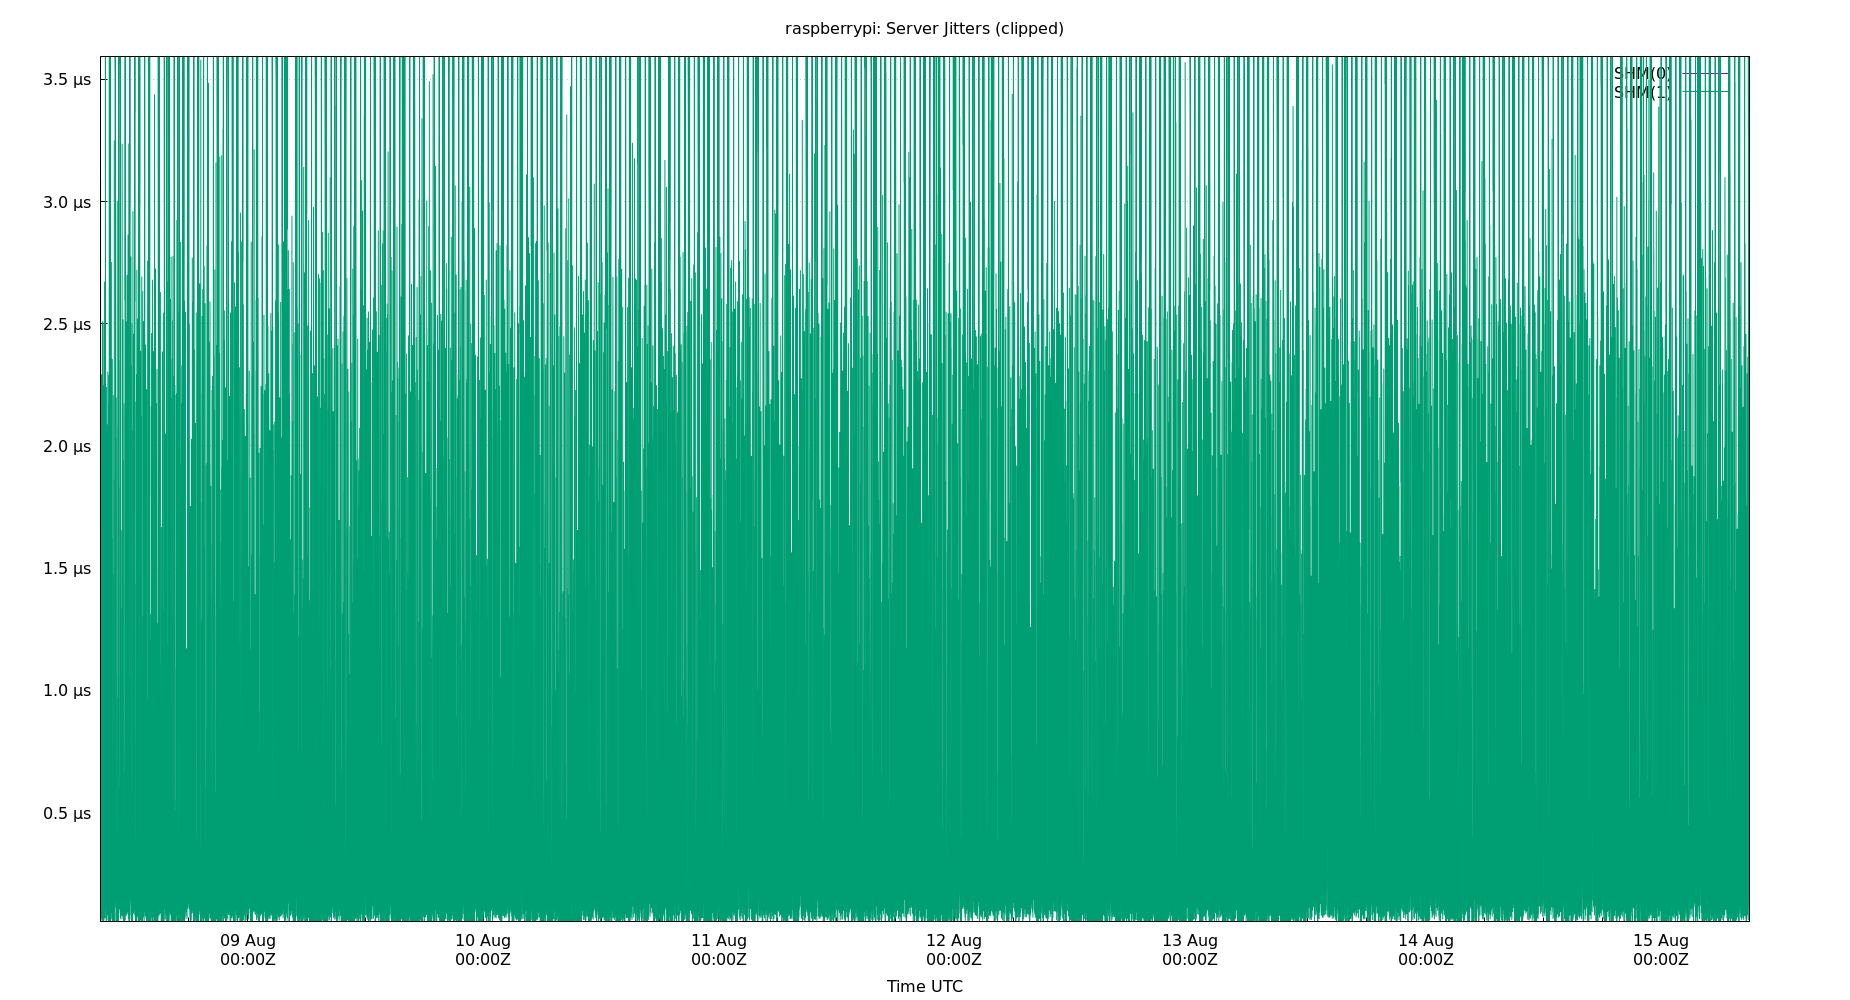 raspberrypi: Server Jitters (clipped)
SHM(0)
SHM(1)
3.5 µs
3.0 µs
2.5 µs
2.0 µs
1.5 µs
1.0 µs
0.5 µs
09 Aug 10 Aug 11 Aug 12 Aug 13 Aug 14 Aug 15 Aug
00:00Z 00:00Z 00:00Z 00:00Z 00:00Z 00:00Z 00:00Z
Time UTC